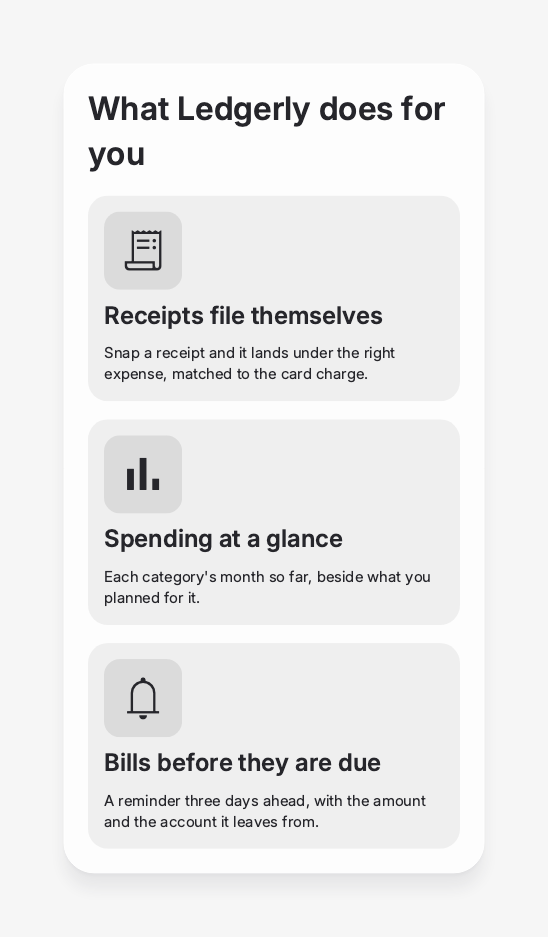 What Ledgerly does for
you
Receipts file themselves
Snap a receipt and it lands under the right
expense, matched to the card charge.
Spending at a glance
Each category's month so far, beside what you
planned for it.
Bills before they are due
A reminder three days ahead, with the amount
and the account it leaves from.